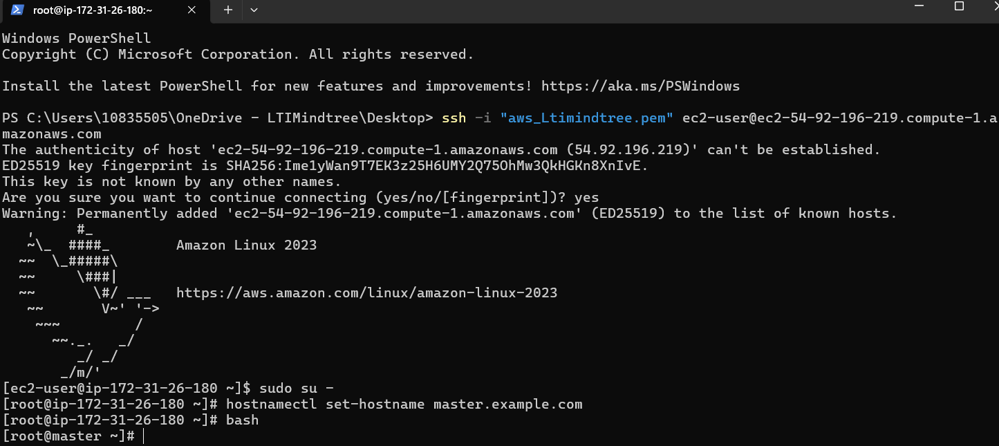 root@ip-172-31-26-180:~
Windows PowerShell
Copyright (C) Microsoft Corporation. All rights reserved.
Install the latest PowerShell for new features and improvements! https://aka.ms/PSWindows
PS C:\Users\10835505\OneDrive - LTIMindtree\Desktop> ssh -i "aws_Ltimindtree.pem" ec2-user@ec2-54-92-196-219.compute-1.a
mazonaws.com
The authenticity of host 'ec2-54-92-196-219.compute-1.amazonaws.com (54.92.196.219)' can't be established.
ED25519 key fingerprint is SHA256:Ime1yWan9T7EK3z25H6UMY2Q75OhMw3QkHGKn8XnIvE.
This key is not known by any other names.
Are you sure you want to continue connecting (yes/no/[fingerprint])? yes
Warning: Permanently added 'ec2-54-92-196-219.compute-1.amazonaws.com' (ED25519) to the list of known hosts.
   ,     #_
   ~\_  ####_        Amazon Linux 2023
  ~~  \_#####\
  ~~     \###|
  ~~       \#/ ___   https://aws.amazon.com/linux/amazon-linux-2023
   ~~       V~' '->
    ~~~         /
      ~~._.   _/
         _/ _/
       _/m/'
[ec2-user@ip-172-31-26-180 ~]$ sudo su -
[root@ip-172-31-26-180 ~]# hostnamectl set-hostname master.example.com
[root@ip-172-31-26-180 ~]# bash
[root@master ~]#